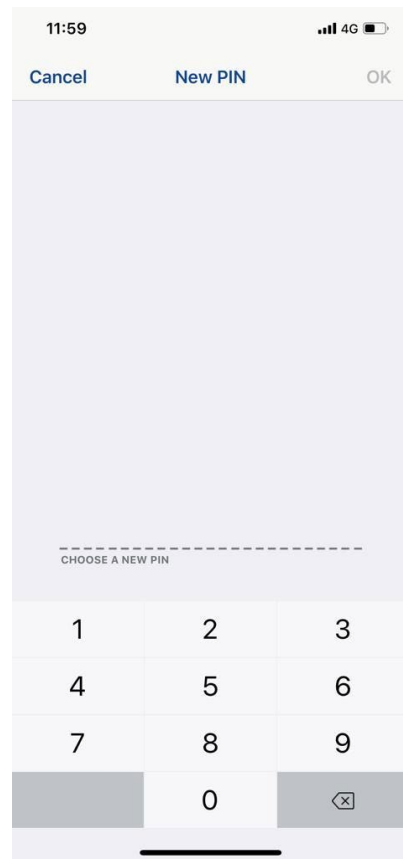 11:59 4G
Cancel New PIN OK
CHOOSE A NEW PIN
1 2 3
4 5 6
7 8 9
0